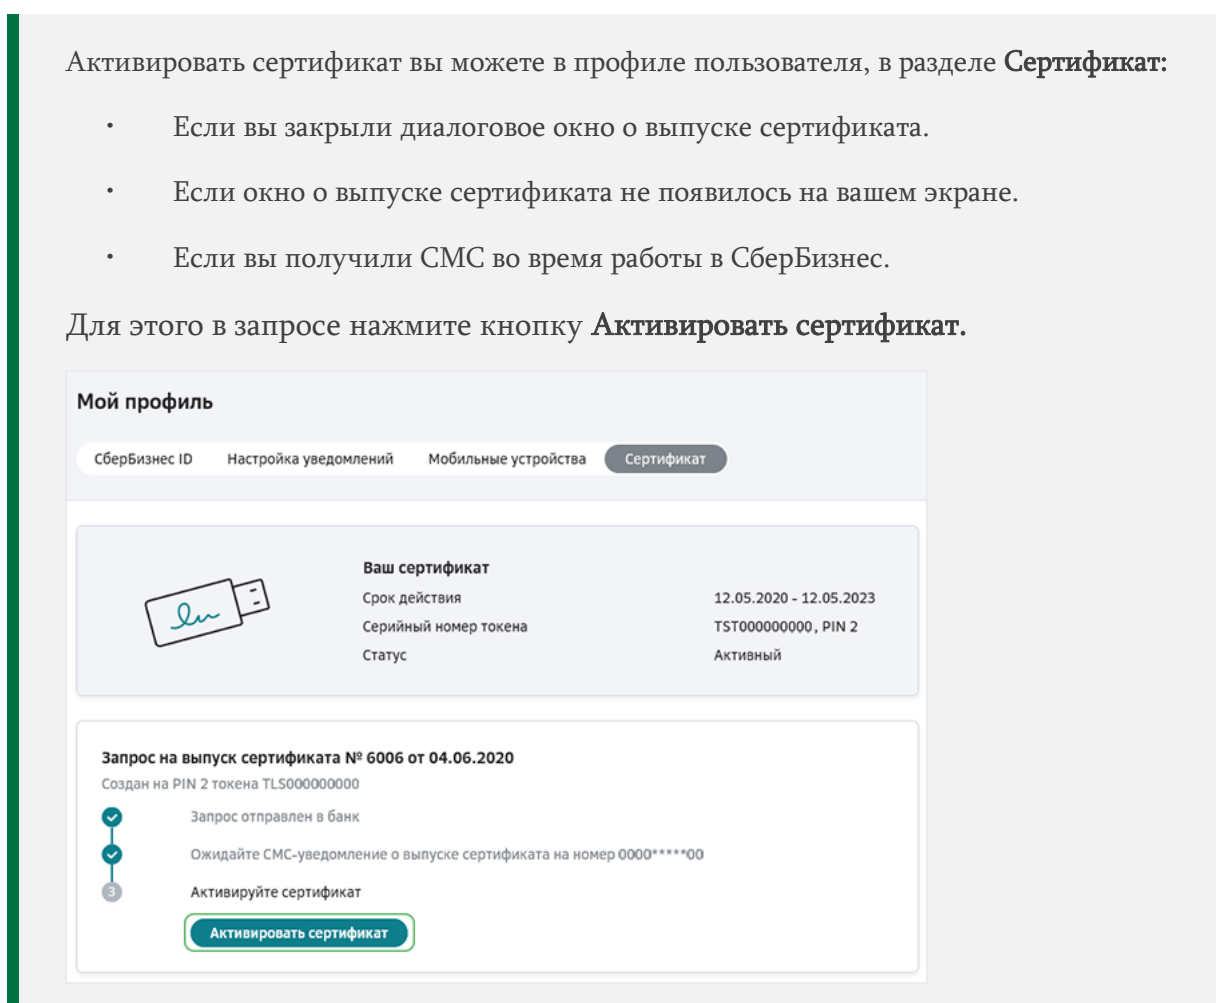 Активировать сертификат вы можете в профиле пользователя, в разделе Сертификат:
· Если вы закрыли диалоговое окно о выпуске сертификата.
· Если окно о выпуске сертификата не появилось на вашем экране.
· Если вы получили СМС во время работы в СберБизнес.
Для этого в запросе нажмите кнопку Активировать сертификат.
Мой профиль
СберБизнес ID Настройка уведомлений Мобильные устройства Сертификат
Ваш сертификат
Срок действия 12.05.2020 - 12.05.2023
Серийный номер токена TST000000000, PIN 2
Статус Активный
Запрос на выпуск сертификата № 6006 от 04.06.2020
Создан на PIN 2 токена TLS000000000
Запрос отправлен в банк
Ожидайте СМС-уведомление о выпуске сертификата на номер 0000*****00
3 Активируйте сертификат
Активировать сертификат